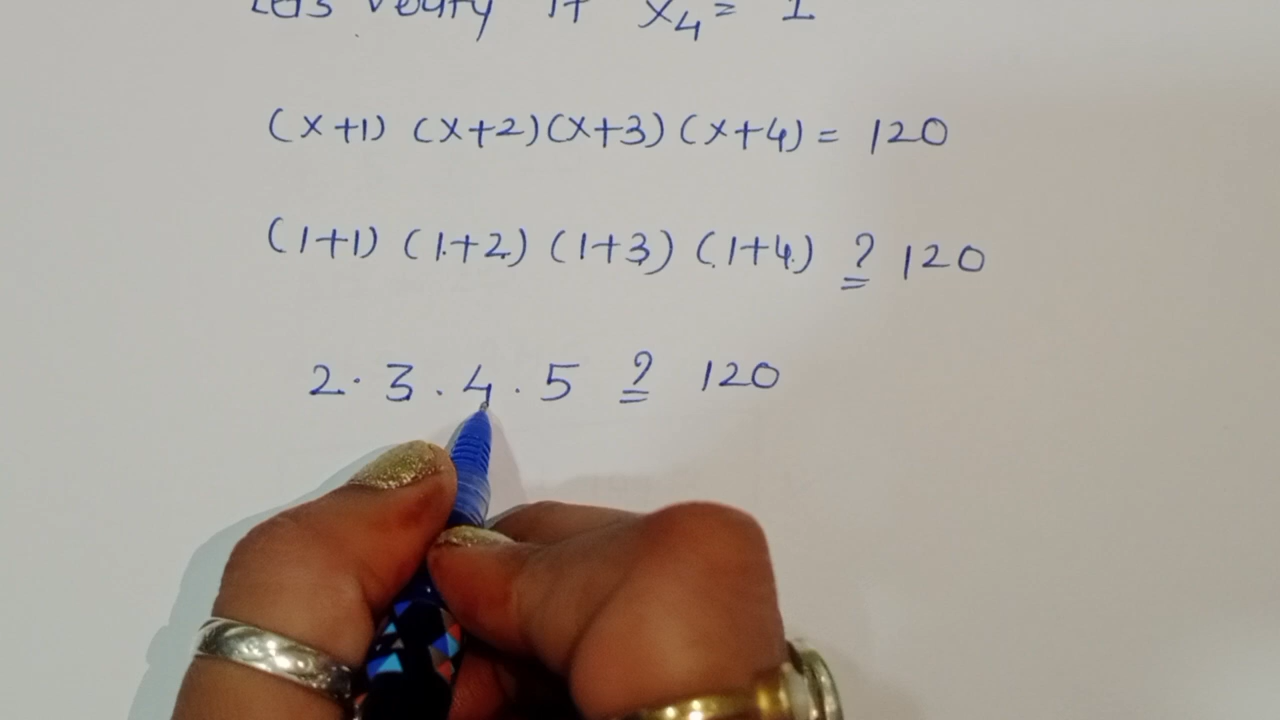 Lets verify if x₄ = 1
(x+1) (x+2)(x+3)(x+4) = 120
(1+1) (1+2) (1+3) (1+4) ≟ 120
2 · 3 . 4 . 5 ≟ 120